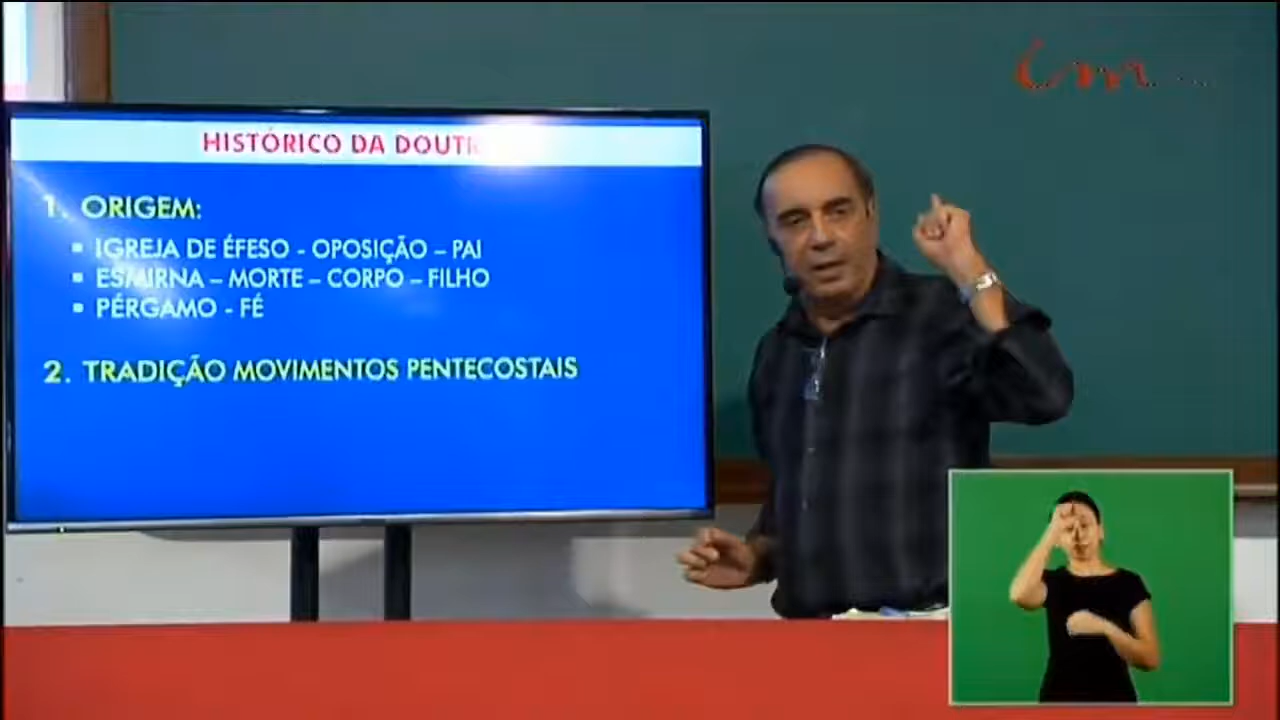 HISTÓRICO DA
1. ORIGEM:
▪ IGREJA DE ÉFESO - OPOSIÇÃO – PAI
▪ ESMIRNA – MORTE – CORPO – FILHO
▪ PÉRGAMO - FÉ
2. TRADIÇÃO MOVIMENTOS PENTECOSTAIS